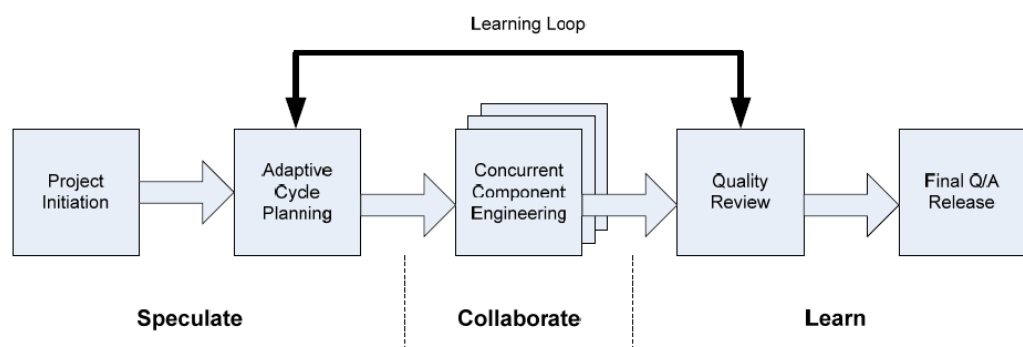 Learning Loop
Project
Initiation
Adaptive
Cycle
Planning
Concurrent
Component
Engineering
Quality
Review
Final Q/A
Release
Speculate
Collaborate
Learn